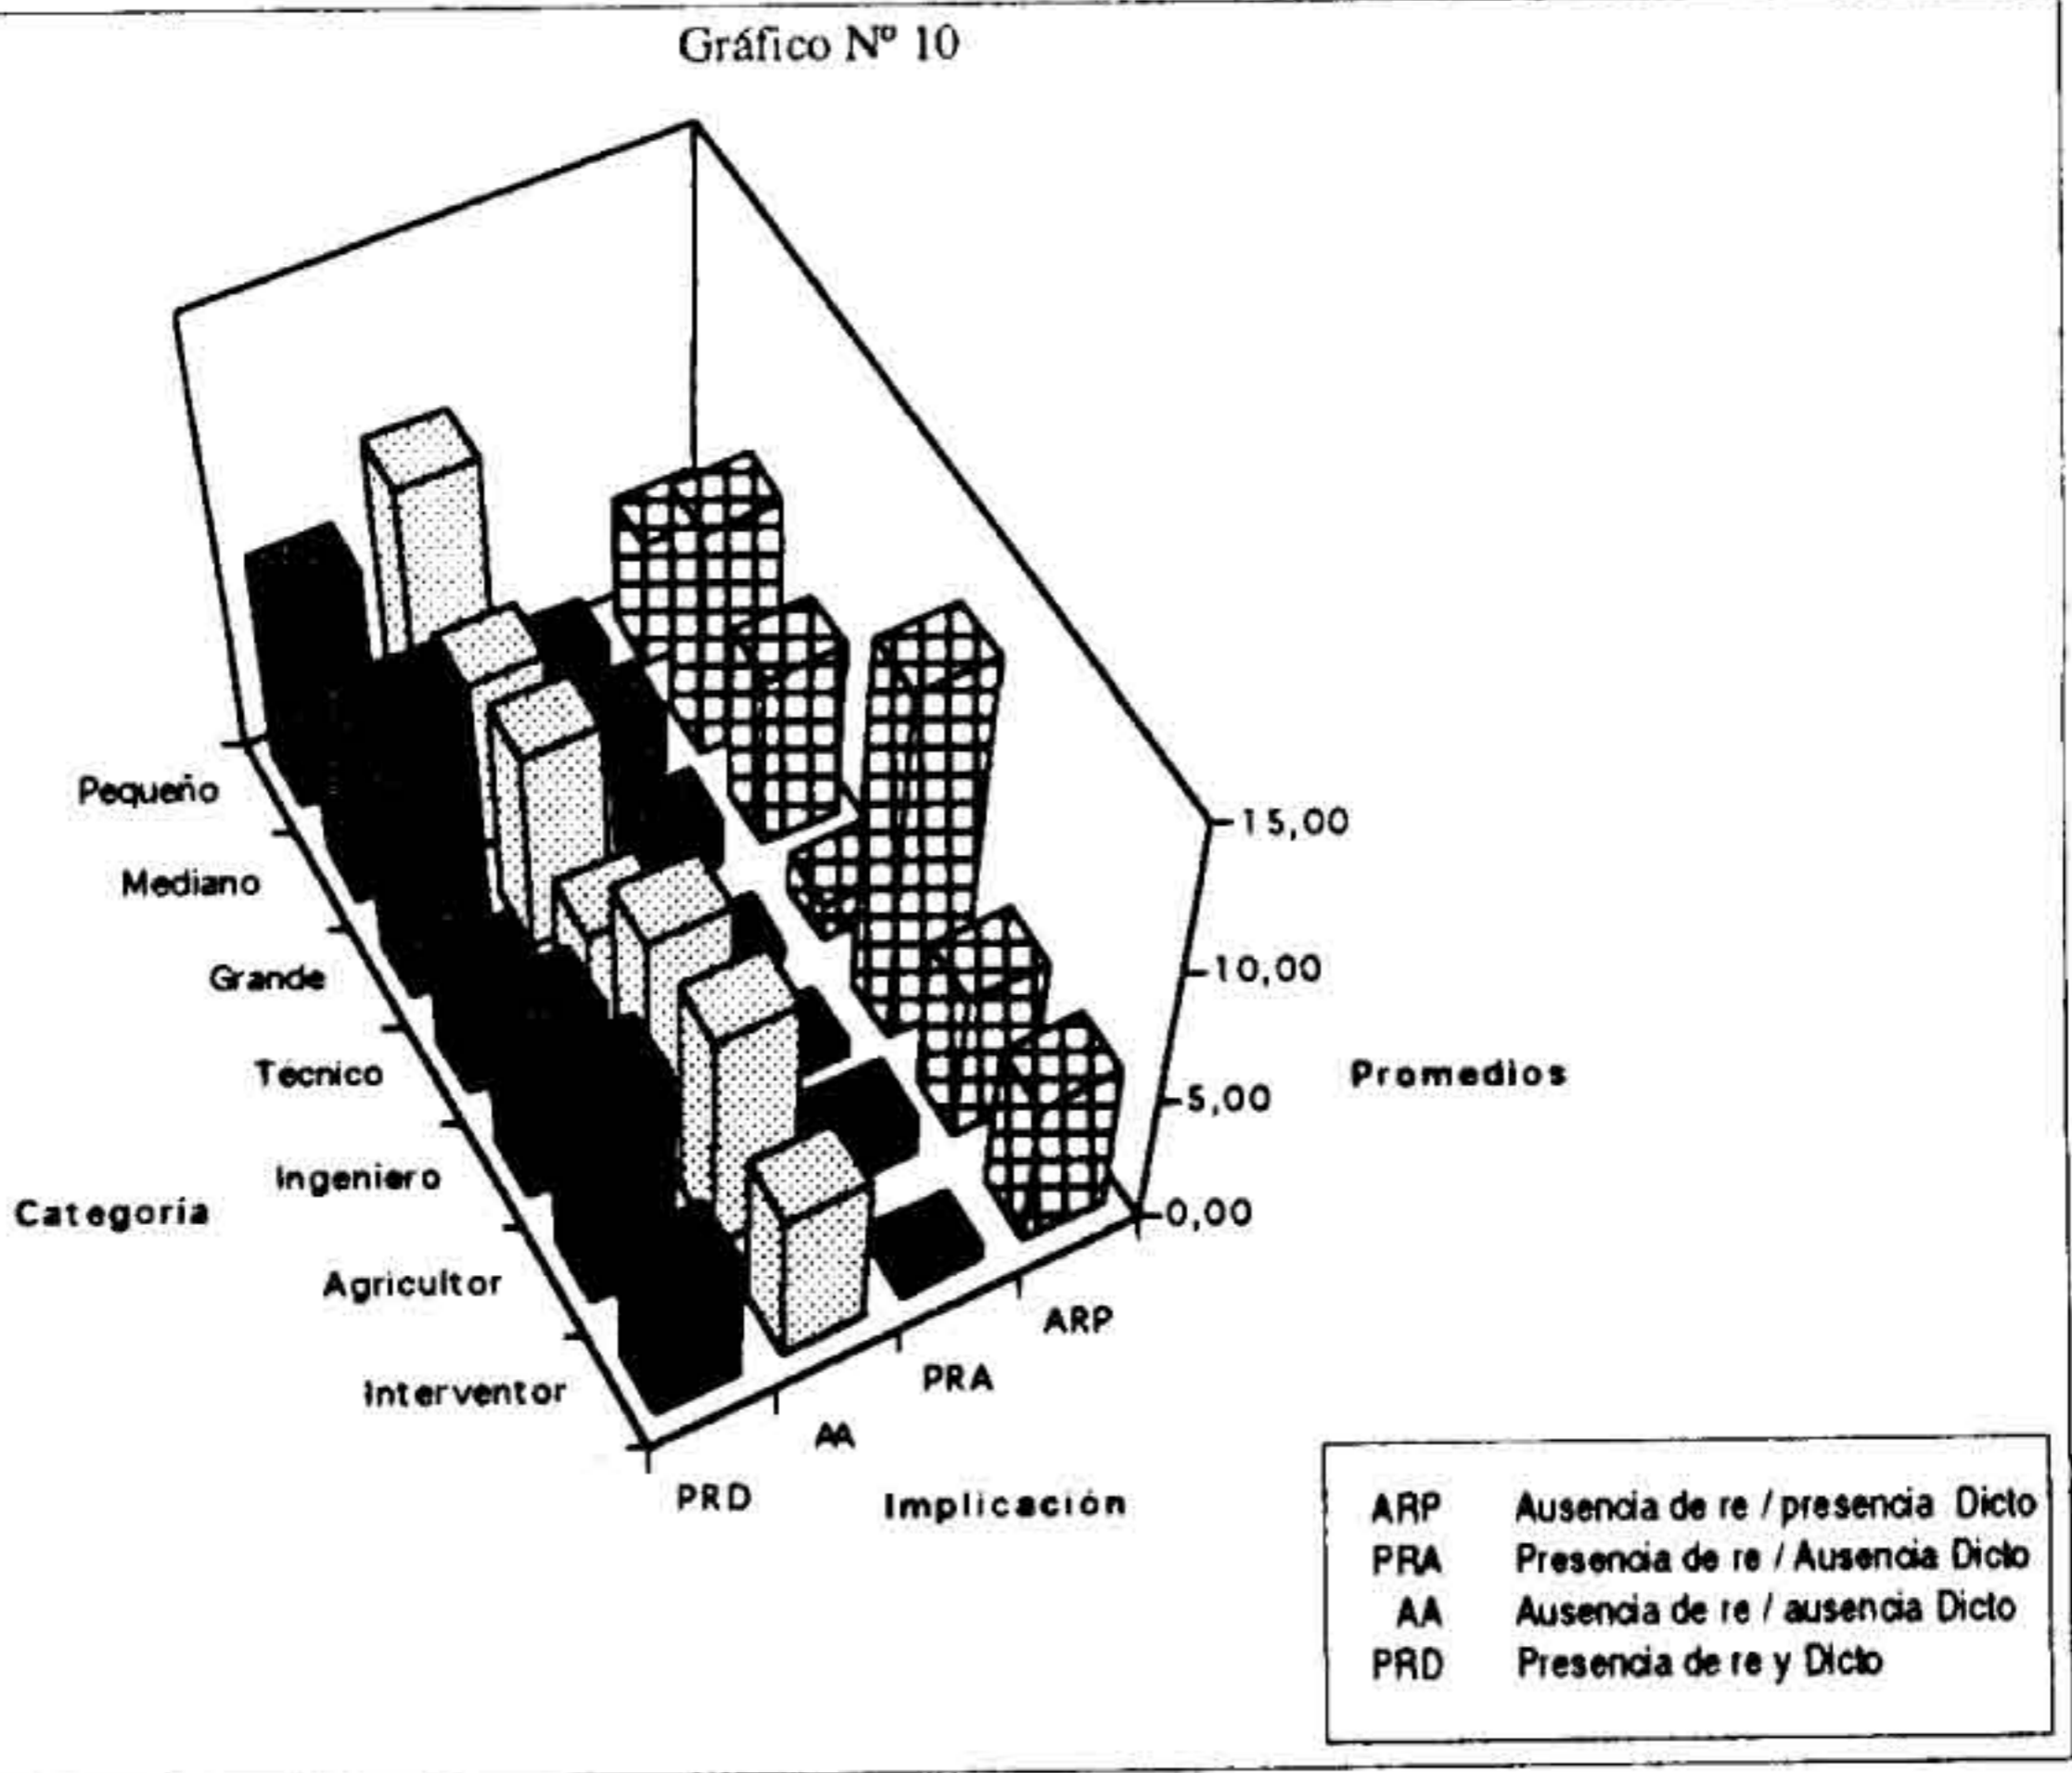 Gráfico Nº 10
Pequeño
Mediano
Grande
Técnico
Ingeniero
Agricultor
Interventor
Categoría
PRD
AA
PRA
ARP
Implicación
15,00
10,00
5,00
0,00
Promedios
ARP Ausencia de re / presencia Dicto
PRA Presencia de re / Ausencia Dicto
AA Ausencia de re / ausencia Dicto
PRD Presencia de re y Dicto